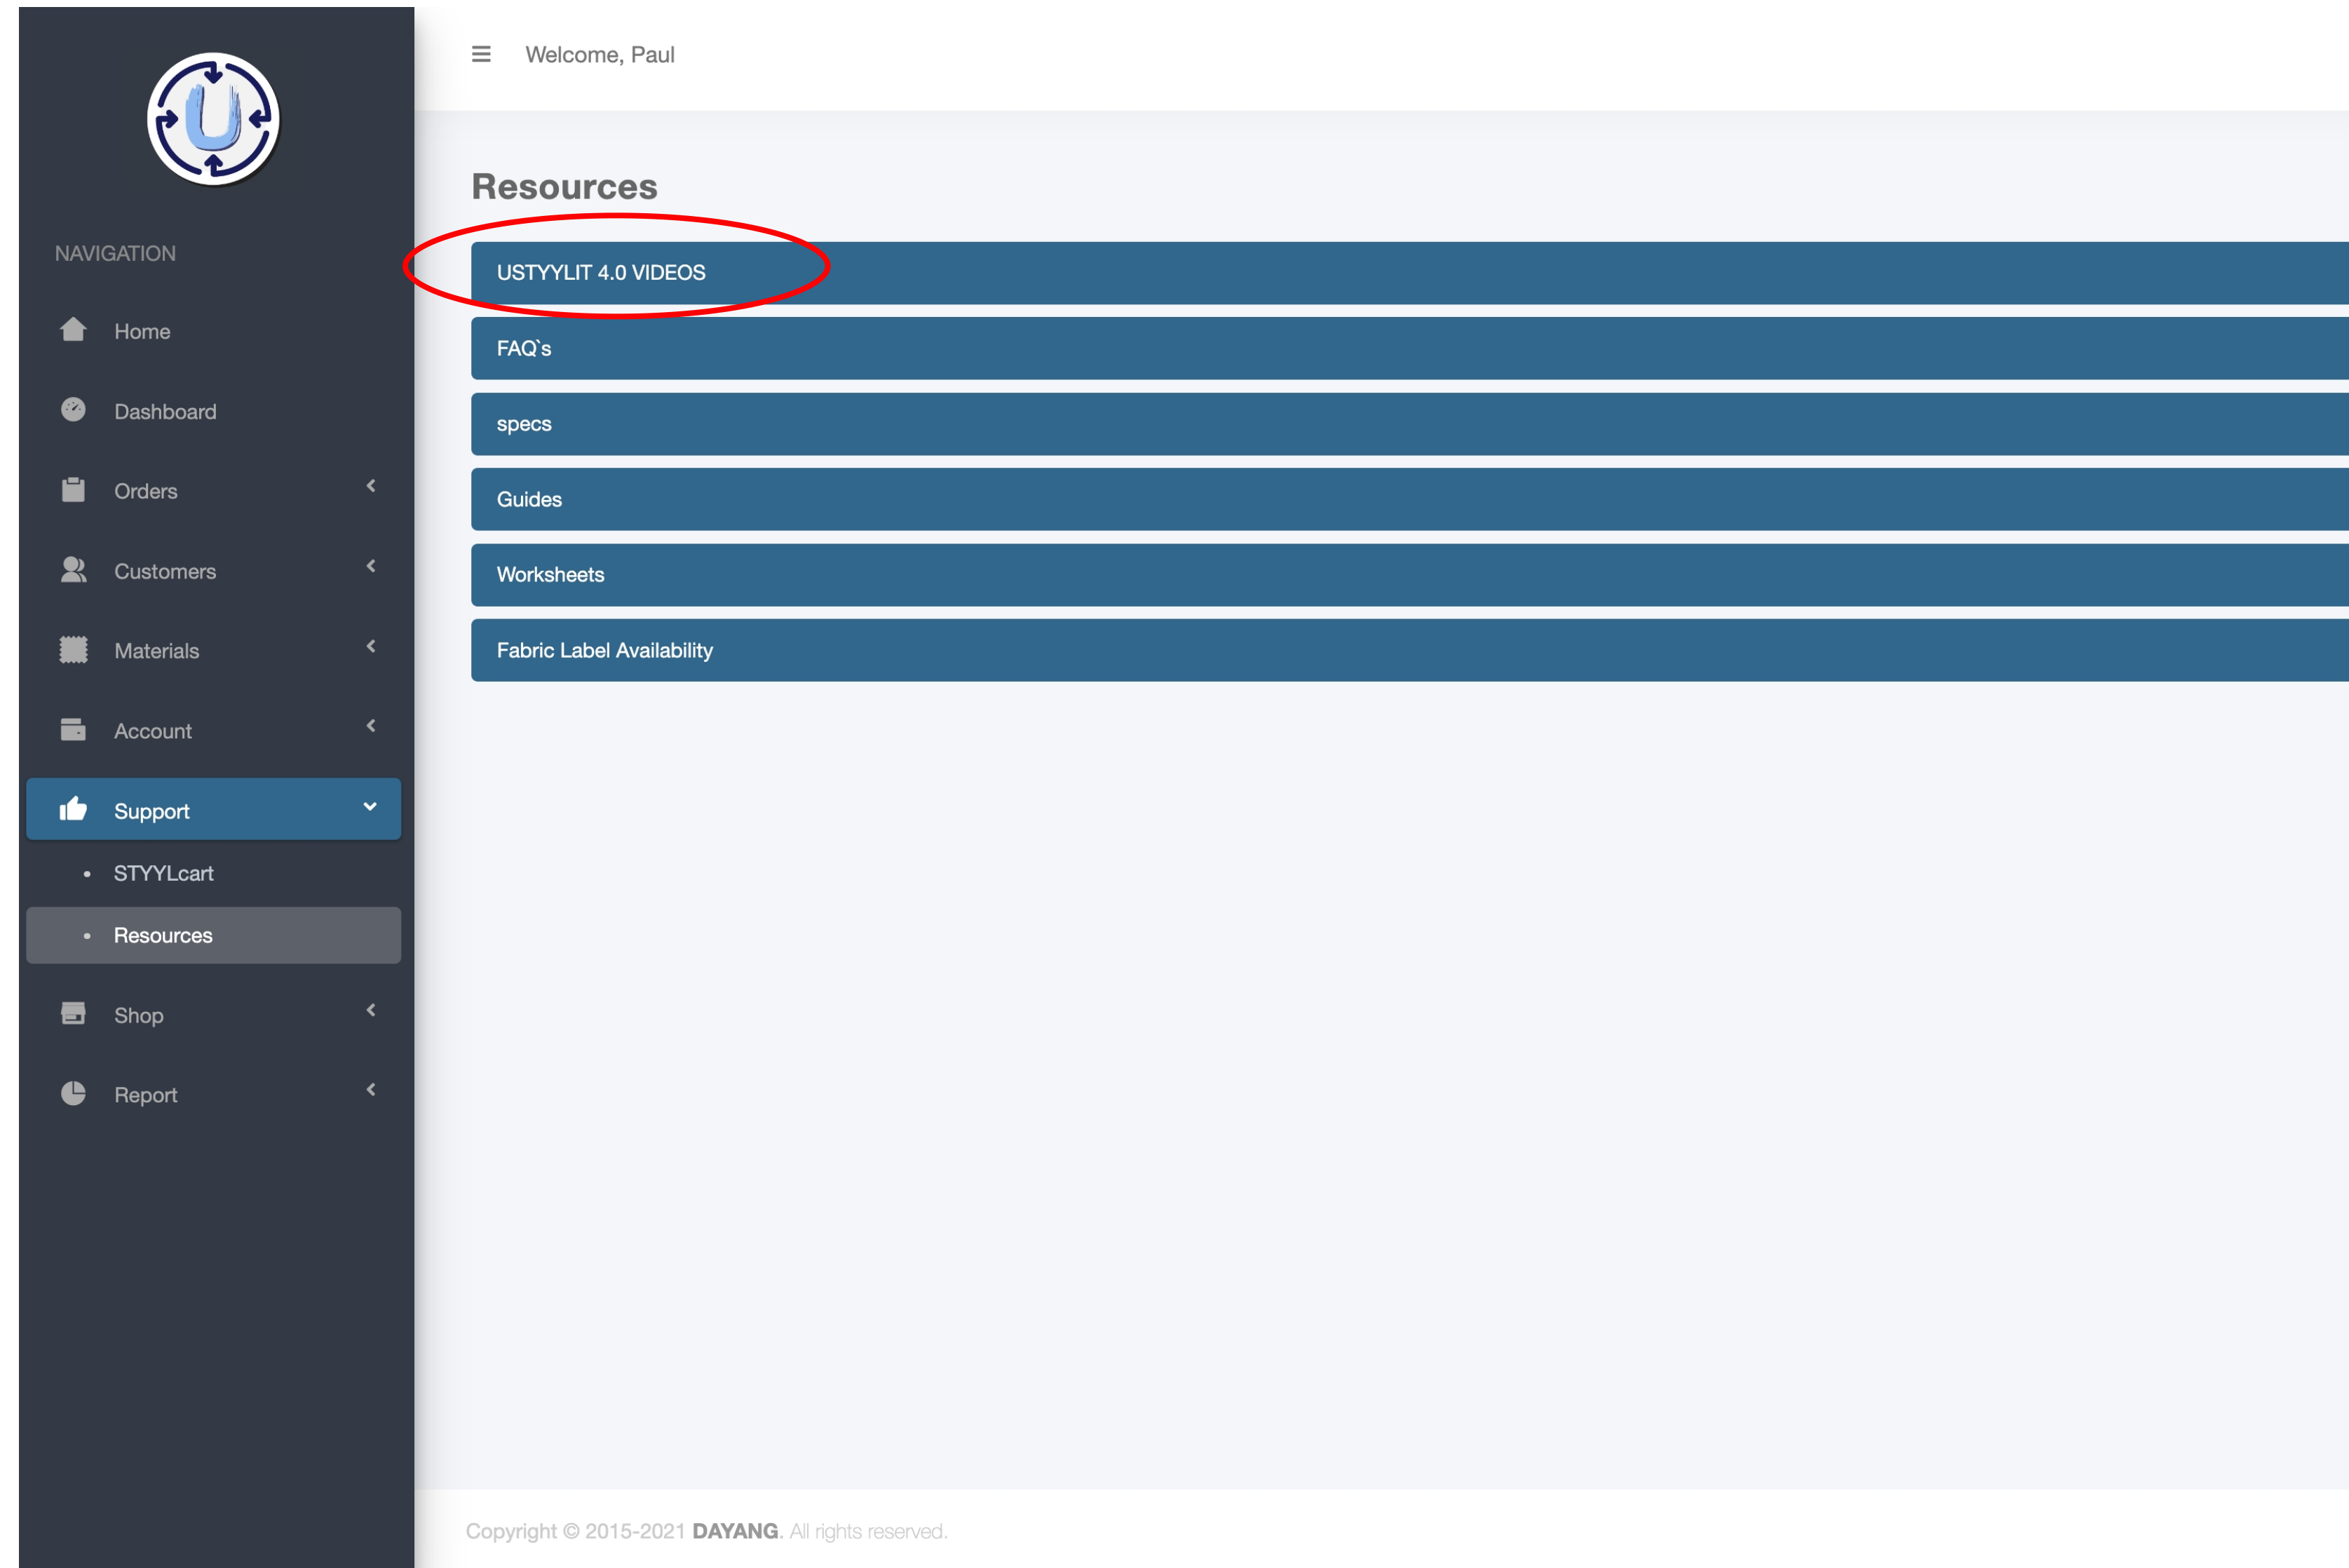 U
Welcome, Paul
Resources
NAVIGATION
USTYYLIT 4.0 VIDEOS
Home
FAQ`s
Dashboard
specs
Orders
Guides
Customers
Worksheets
Materials
Fabric Label Availability
Account
Support
STYYLcart
Resources
Shop
Report
Copyright © 2015-2021 DAYANG. All rights reserved.